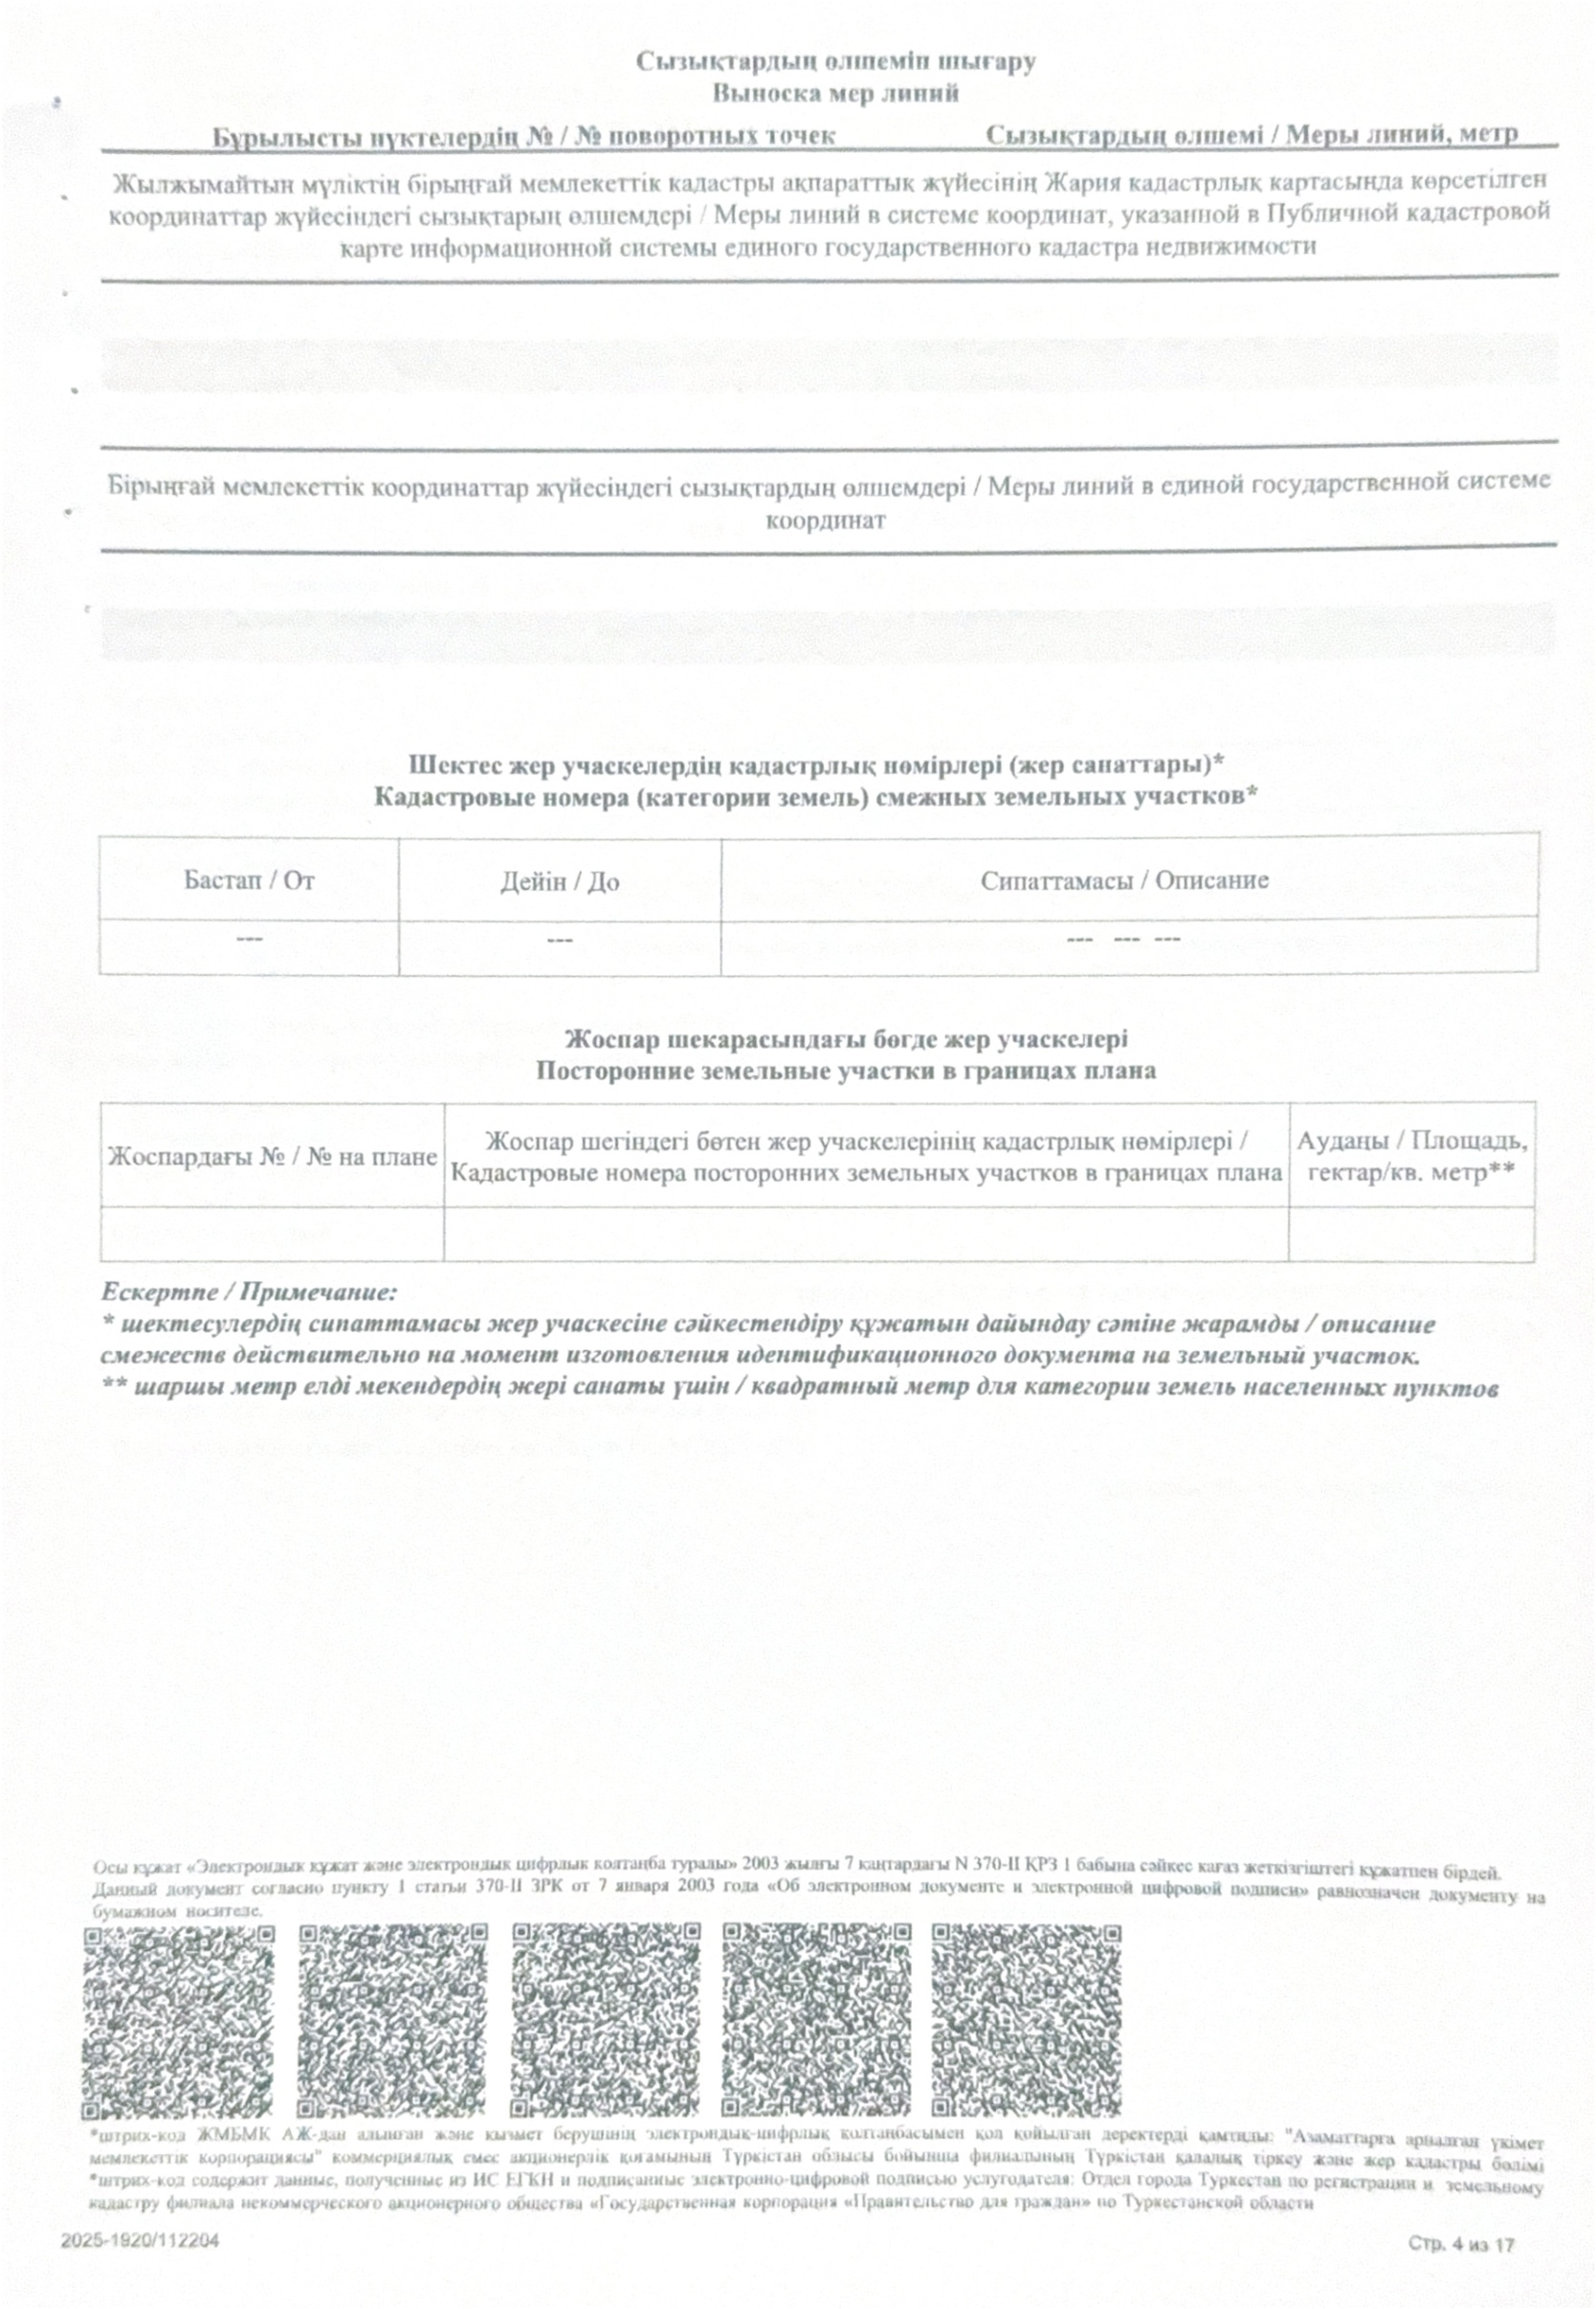 Сызықтардың өлшемін шығару
Выноска мер линий
Бұрылысты нүктелердің № / № поворотных точек Сызықтардың өлшемі / Меры линий, метр
Жылжымайтын мүліктін бірыңғай мемлекеттік кадастры ақпараттық жүйесінің Жария кадастрлық картасында көрсетілген
координаттар жүйесіндегі сызықтарың өлшемдері / Меры линий в системе координат, указанной в Публичной кадастровой
карте информационной системы единого государственного кадастра недвижимости
Бірыңғай мемлекеттік координаттар жүйесіндегі сызықтардың өлшемдері / Меры линий в единой государственной системе
координат
Шектес жер учаскелердің кадастрлық нөмірлері (жер санаттары)*
Кадастровые номера (категории земель) смежных земельных участков*
Бастап / От Дейін / До Сипаттамасы / Описание
--- --- --- --- ---
Жоспар шекарасындағы бөгде жер учаскелері
Посторонние земельные участки в границах плана
Жоспардағы № / № на плане Жоспар шегіндегі бөтен жер учаскелерінің кадастрлық нөмірлері / Ауданы / Площадь,
Кадастровые номера посторонних земельных участков в границах плана гектар/кв. метр**
Ескертпе / Примечание:
* шектесулердің сипаттамасы жер учаскесіне сәйкестендіру құжатын дайындау сәтіне жарамды / описание
смежеств действительно на момент изготовления идентификационного документа на земельный участок.
** шаршы метр елді мекендердің жері санаты үшін / квадратный метр для категории земель населенных пунктов
Осы құжат «Электрондық құжат және электрондық цифрлық қолтаңба туралы» 2003 жылғы 7 қаңтардағы N 370-II ҚРЗ 1 бабына сәйкес қағаз жеткізгіштегі құжатпен бірдей.
Данный документ согласно пункту 1 статьи 370-II ЗРК от 7 января 2003 года «Об электронном документе и электронной цифровой подписи» равнозначен документу на
бумажном носителе.
*штрих-код ЖМБМК АЖ-дан алынған және қызмет берушінің электрондық-цифрлық қолтаңбасымен қол қойылған деректерді қамтиды: "Азаматтарға арналған үкімет
мемлекеттік корпорациясы" коммерциялық емес акционерлік қоғамының Түркістан облысы бойынша филиалының Түркістан қалалық тіркеу және жер кадастры бөлімі
*штрих-код содержит данные, полученные из ИС ЕГКН и подписанные электронно-цифровой подписью услугодателя: Отдел города Туркестан по регистрации и земельному
кадастру филиала некоммерческого акционерного общества «Государственная корпорация «Правительство для граждан» по Туркестанской области
2025-1920/112204 Стр. 4 из 17